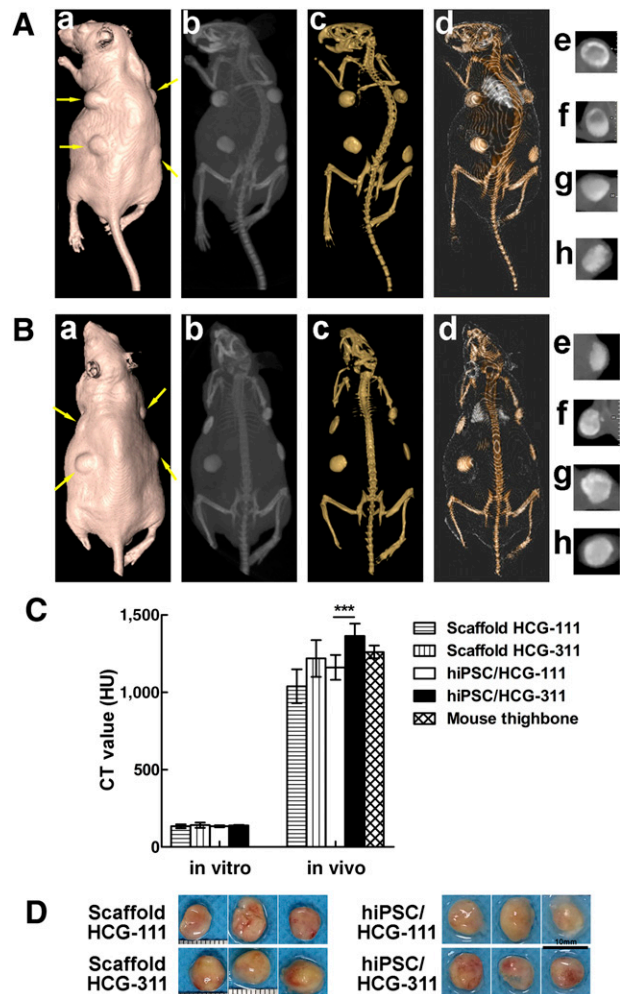 A
a b c d
e
f
g
h
B
a b c d
e
f
g
h
C
CT value (HU)
1,500
1,000
500
0
***
in vitro in vivo
Scaffold HCG-111
Scaffold HCG-311
hiPSC/HCG-111
hiPSC/HCG-311
Mouse thighbone
D
Scaffold
HCG-111
Scaffold
HCG-311
hiPSC/
HCG-111
10mm
hiPSC/
HCG-311